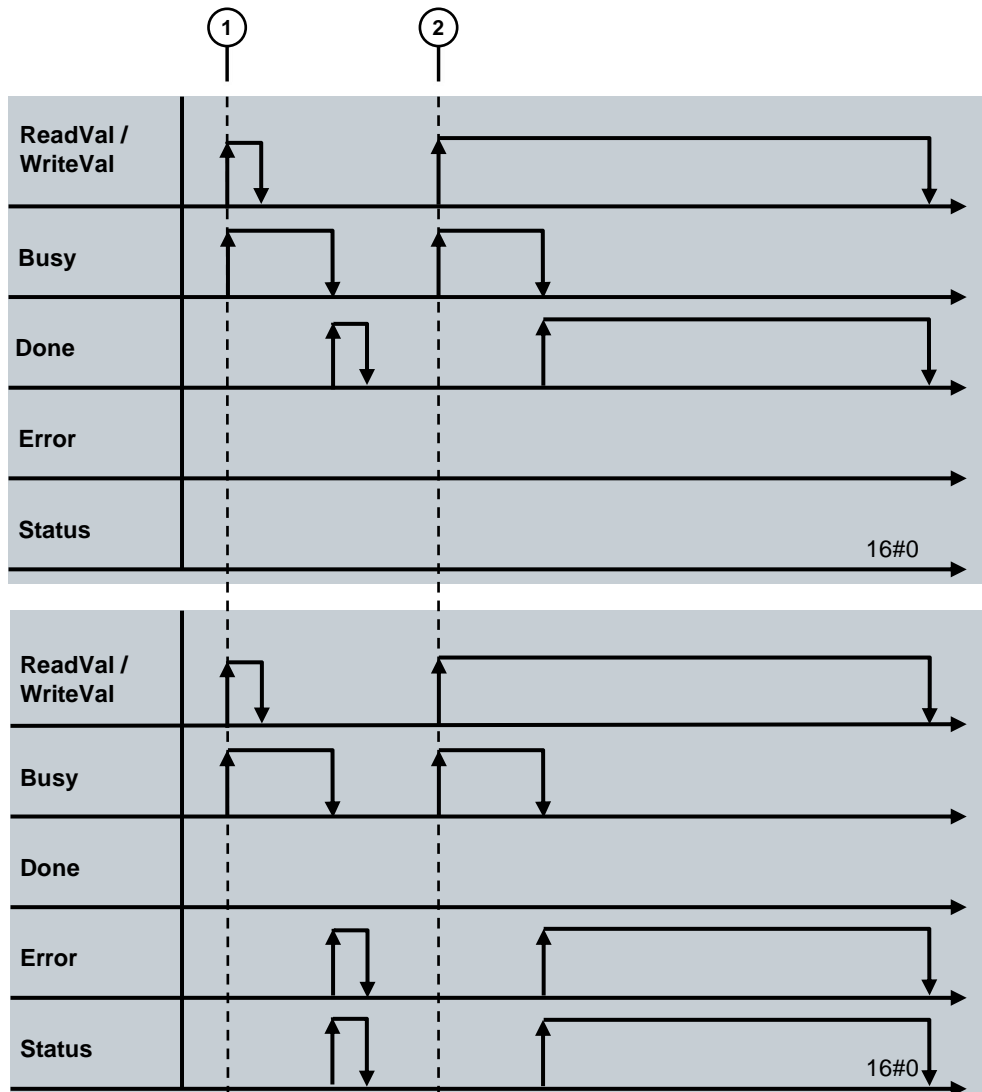 1 2
ReadVal /
WriteVal
Busy
Done
Error
Status
16#0
ReadVal /
WriteVal
Busy
Done
Error
Status
16#0